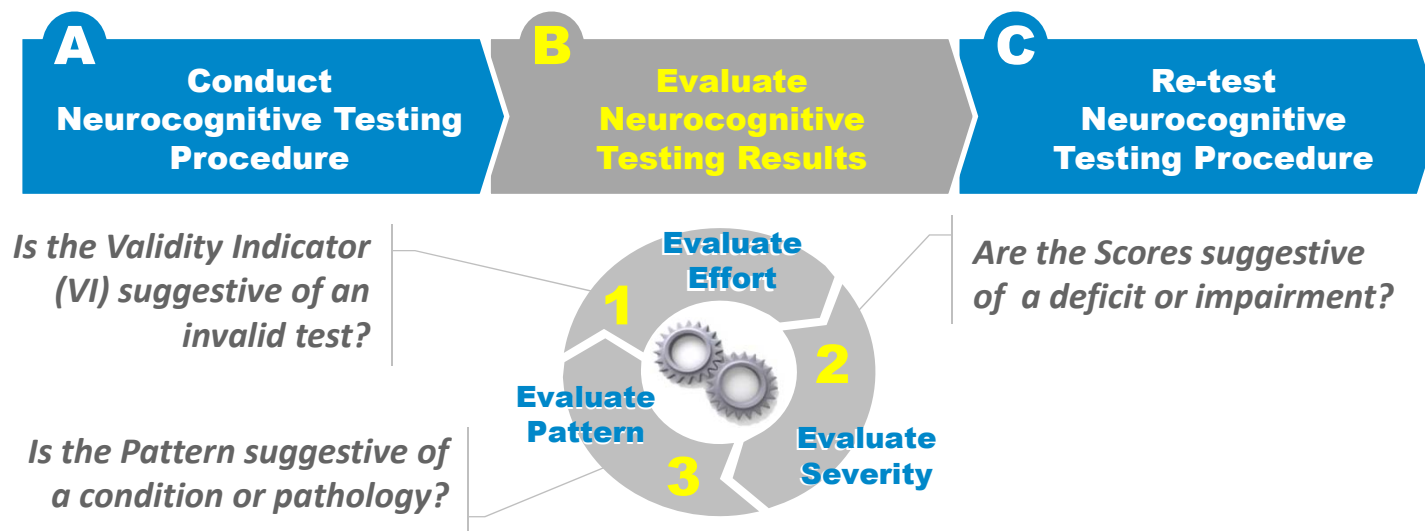 A
Conduct
Neurocognitive Testing
Procedure
B
Evaluate
Neurocognitive
Testing Results
C
Re-test
Neurocognitive
Testing Procedure
Is the Validity Indicator
(VI) suggestive of an
invalid test?
1
Evaluate
Effort
Are the Scores suggestive
of a deficit or impairment?
2
Evaluate
Severity
Evaluate
Pattern
3
Is the Pattern suggestive of
a condition or pathology?